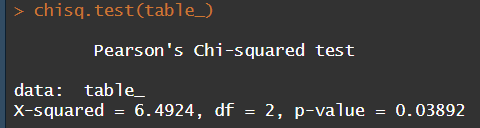 > chisq.test(table_)
Pearson's Chi-squared test
data:  table_
X-squared = 6.4924, df = 2, p-value = 0.03892